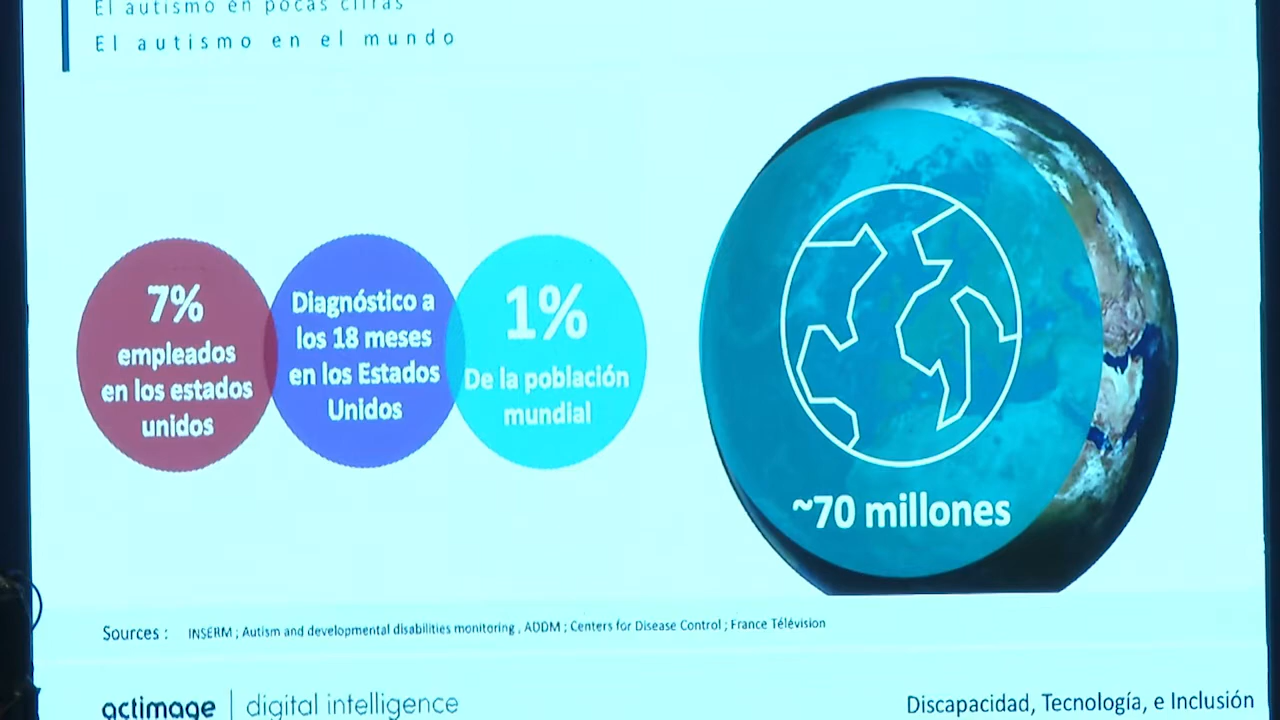 El autismo en pocas cifras
El autismo en el mundo
7%
empleados
en los estados
unidos
Diagnóstico a
los 18 meses
en los Estados
Unidos
1%
De la población
mundial
~70 millones
Sources : INSERM ; Autism and developmental disabilities monitoring , ADDM ; Centers for Disease Control ; France Télévision
actimage | digital intelligence
Discapacidad, Tecnología, e Inclusión